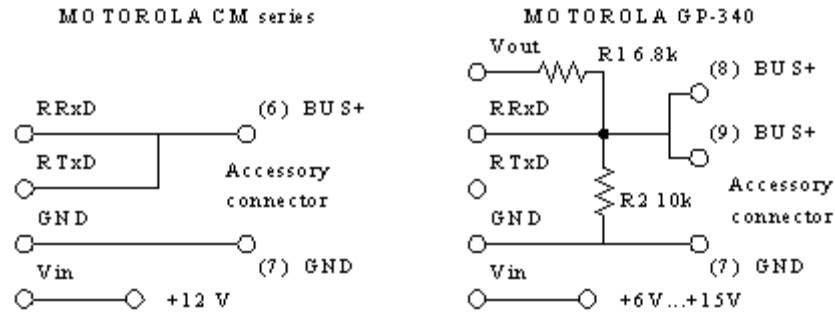 MOTOROLA CM series
RRxD
(6) BUS+
RTxD
Accessory
connector
GND
(7) GND
Vin
+12 V
MOTOROLA GP-340
Vout
R1 6.8k
(8) BUS+
RRxD
(9) BUS+
RTxD
R2 10k
Accessory
connector
GND
(7) GND
Vin
+6V...+15V